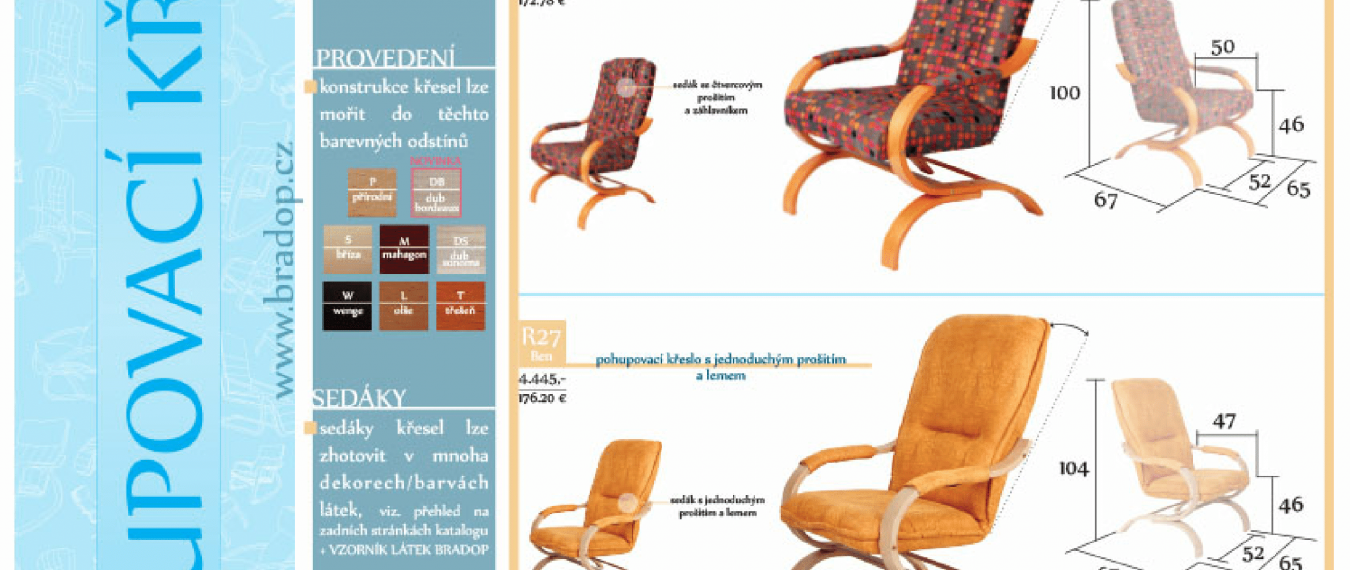 UPOVACÍ KŘ
www.bradop.cz
PROVEDENÍ
konstrukce křesel lze
mořit do těchto
barevných odstínů
NOVINKA
P
přírodní
DB
dub
bordeaux
S
bříza
M
mahagon
DS
dub
sonoma
W
wenge
L
olše
T
třešeň
SEDÁKY
sedáky křesel lze
zhotovit v mnoha
dekorech/barvách
látek, viz. přehled na
zadních stránkách katalogu
+ VZORNÍK LÁTEK BRADOP
172.78 €
sedák se čtvercovým
prošitím
a záhlavníkem
100
50
46
52
65
67
R27
Ben
4.445,-
176.20 €
pohupovací křeslo s jednoduchým prošitím
a lemem
sedák s jednoduchým
prošitím a lemem
104
47
46
52
65